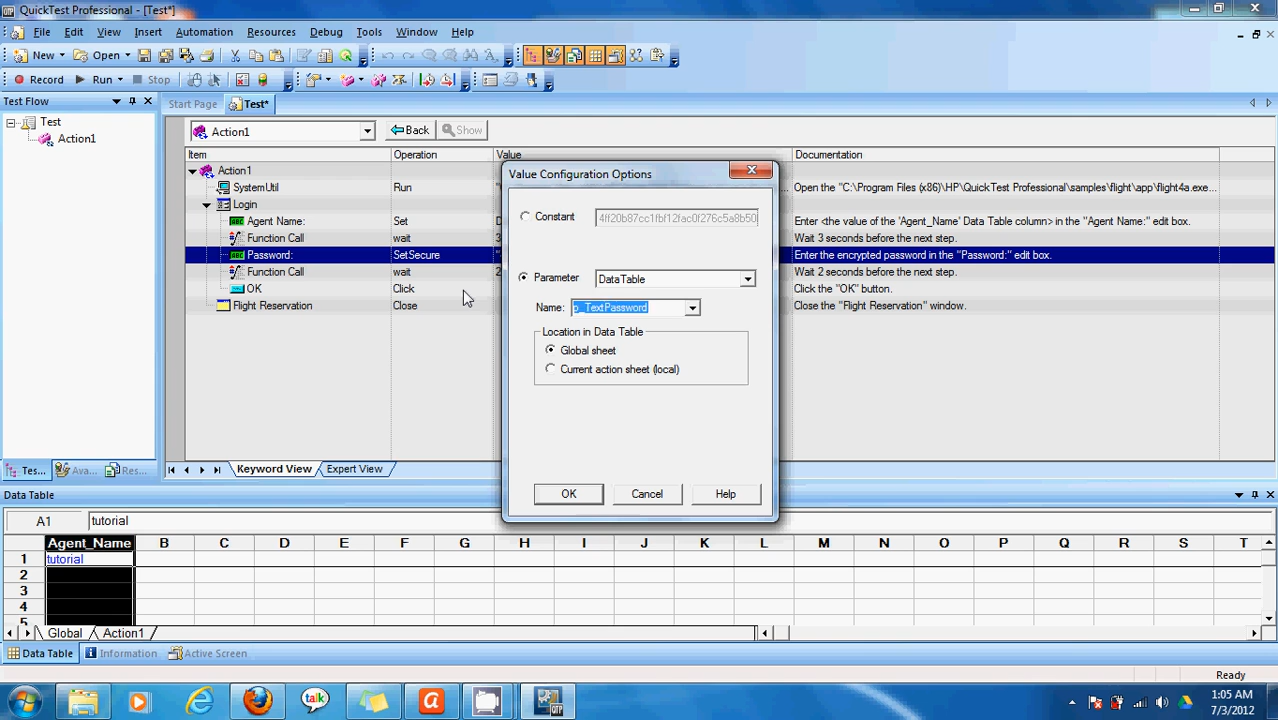 QuickTest Professional - [Test*]
File Edit View Insert Automation Resources Debug Tools Window Help
New Open
Record Run Stop
Test Flow
Start Page Test*
Test
Action1
Action1 Back Show
Item Operation Value Documentation
Action1
SystemUtil Run Open the "C:\Program Files (x86)\HP\QuickTest Professional\samples\flight\app\flight4a.exe...
Login
Agent Name: Set Enter <the value of the 'Agent_Name' Data Table column> in the "Agent Name:" edit box.
Function Call wait 3 Wait 3 seconds before the next step.
Password: SetSecure Enter the encrypted password in the "Password:" edit box.
Function Call wait 2 Wait 2 seconds before the next step.
OK Click Click the "OK" button.
Flight Reservation Close Close the "Flight Reservation" window.
Value Configuration Options
Constant 4ff20b87cc1fbf12fac0f276c5a8b50
Parameter DataTable
Name: p_TextPassword
Location in Data Table
Global sheet
Current action sheet (local)
OK Cancel Help
Tes... Ava... Res...
Keyword View Expert View
Data Table
A1 tutorial
Agent_Name B C D E F G H I J K L M N O P Q R S T
1 tutorial
2
3
4
5
Global Action1
Data Table Information Active Screen
Ready
talk
a
QTP
1:05 AM
7/3/2012